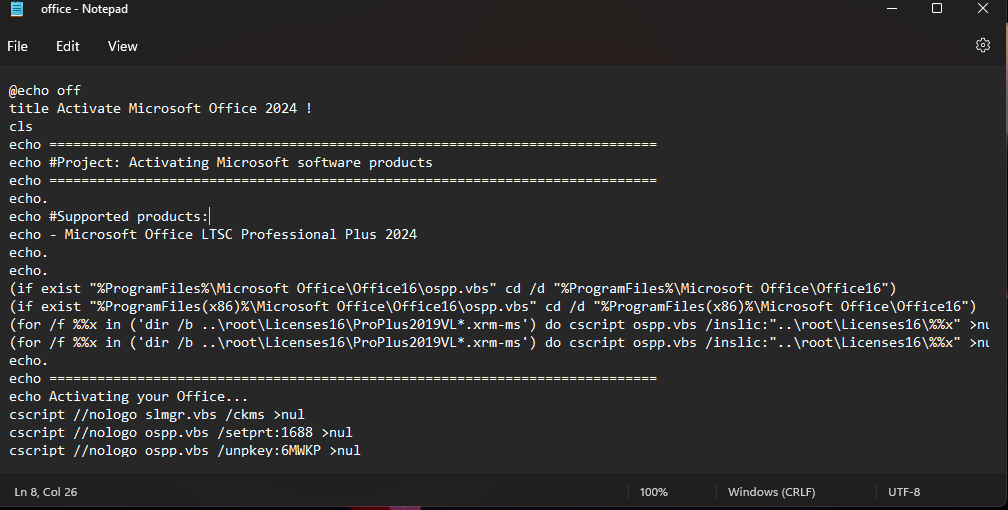 office - Notepad
File Edit View
@echo off
title Activate Microsoft Office 2024 !
cls
echo ============================================================================
echo #Project: Activating Microsoft software products
echo ============================================================================
echo.
echo #Supported products:
echo - Microsoft Office LTSC Professional Plus 2024
echo.
echo.
(if exist "%ProgramFiles%\Microsoft Office\Office16\ospp.vbs" cd /d "%ProgramFiles%\Microsoft Office\Office16")
(if exist "%ProgramFiles(x86)%\Microsoft Office\Office16\ospp.vbs" cd /d "%ProgramFiles(x86)%\Microsoft Office\Office16")
(for /f %%x in ('dir /b ..\root\Licenses16\ProPlus2019VL*.xrm-ms') do cscript ospp.vbs /inslic:"..\root\Licenses16\%%x" >nu
(for /f %%x in ('dir /b ..\root\Licenses16\ProPlus2019VL*.xrm-ms') do cscript ospp.vbs /inslic:"..\root\Licenses16\%%x" >nu
echo.
echo ============================================================================
echo Activating your Office...
cscript //nologo slmgr.vbs /ckms >nul
cscript //nologo ospp.vbs /setprt:1688 >nul
cscript //nologo ospp.vbs /unpkey:6MWKP >nul
Ln 8, Col 26 100% Windows (CRLF) UTF-8